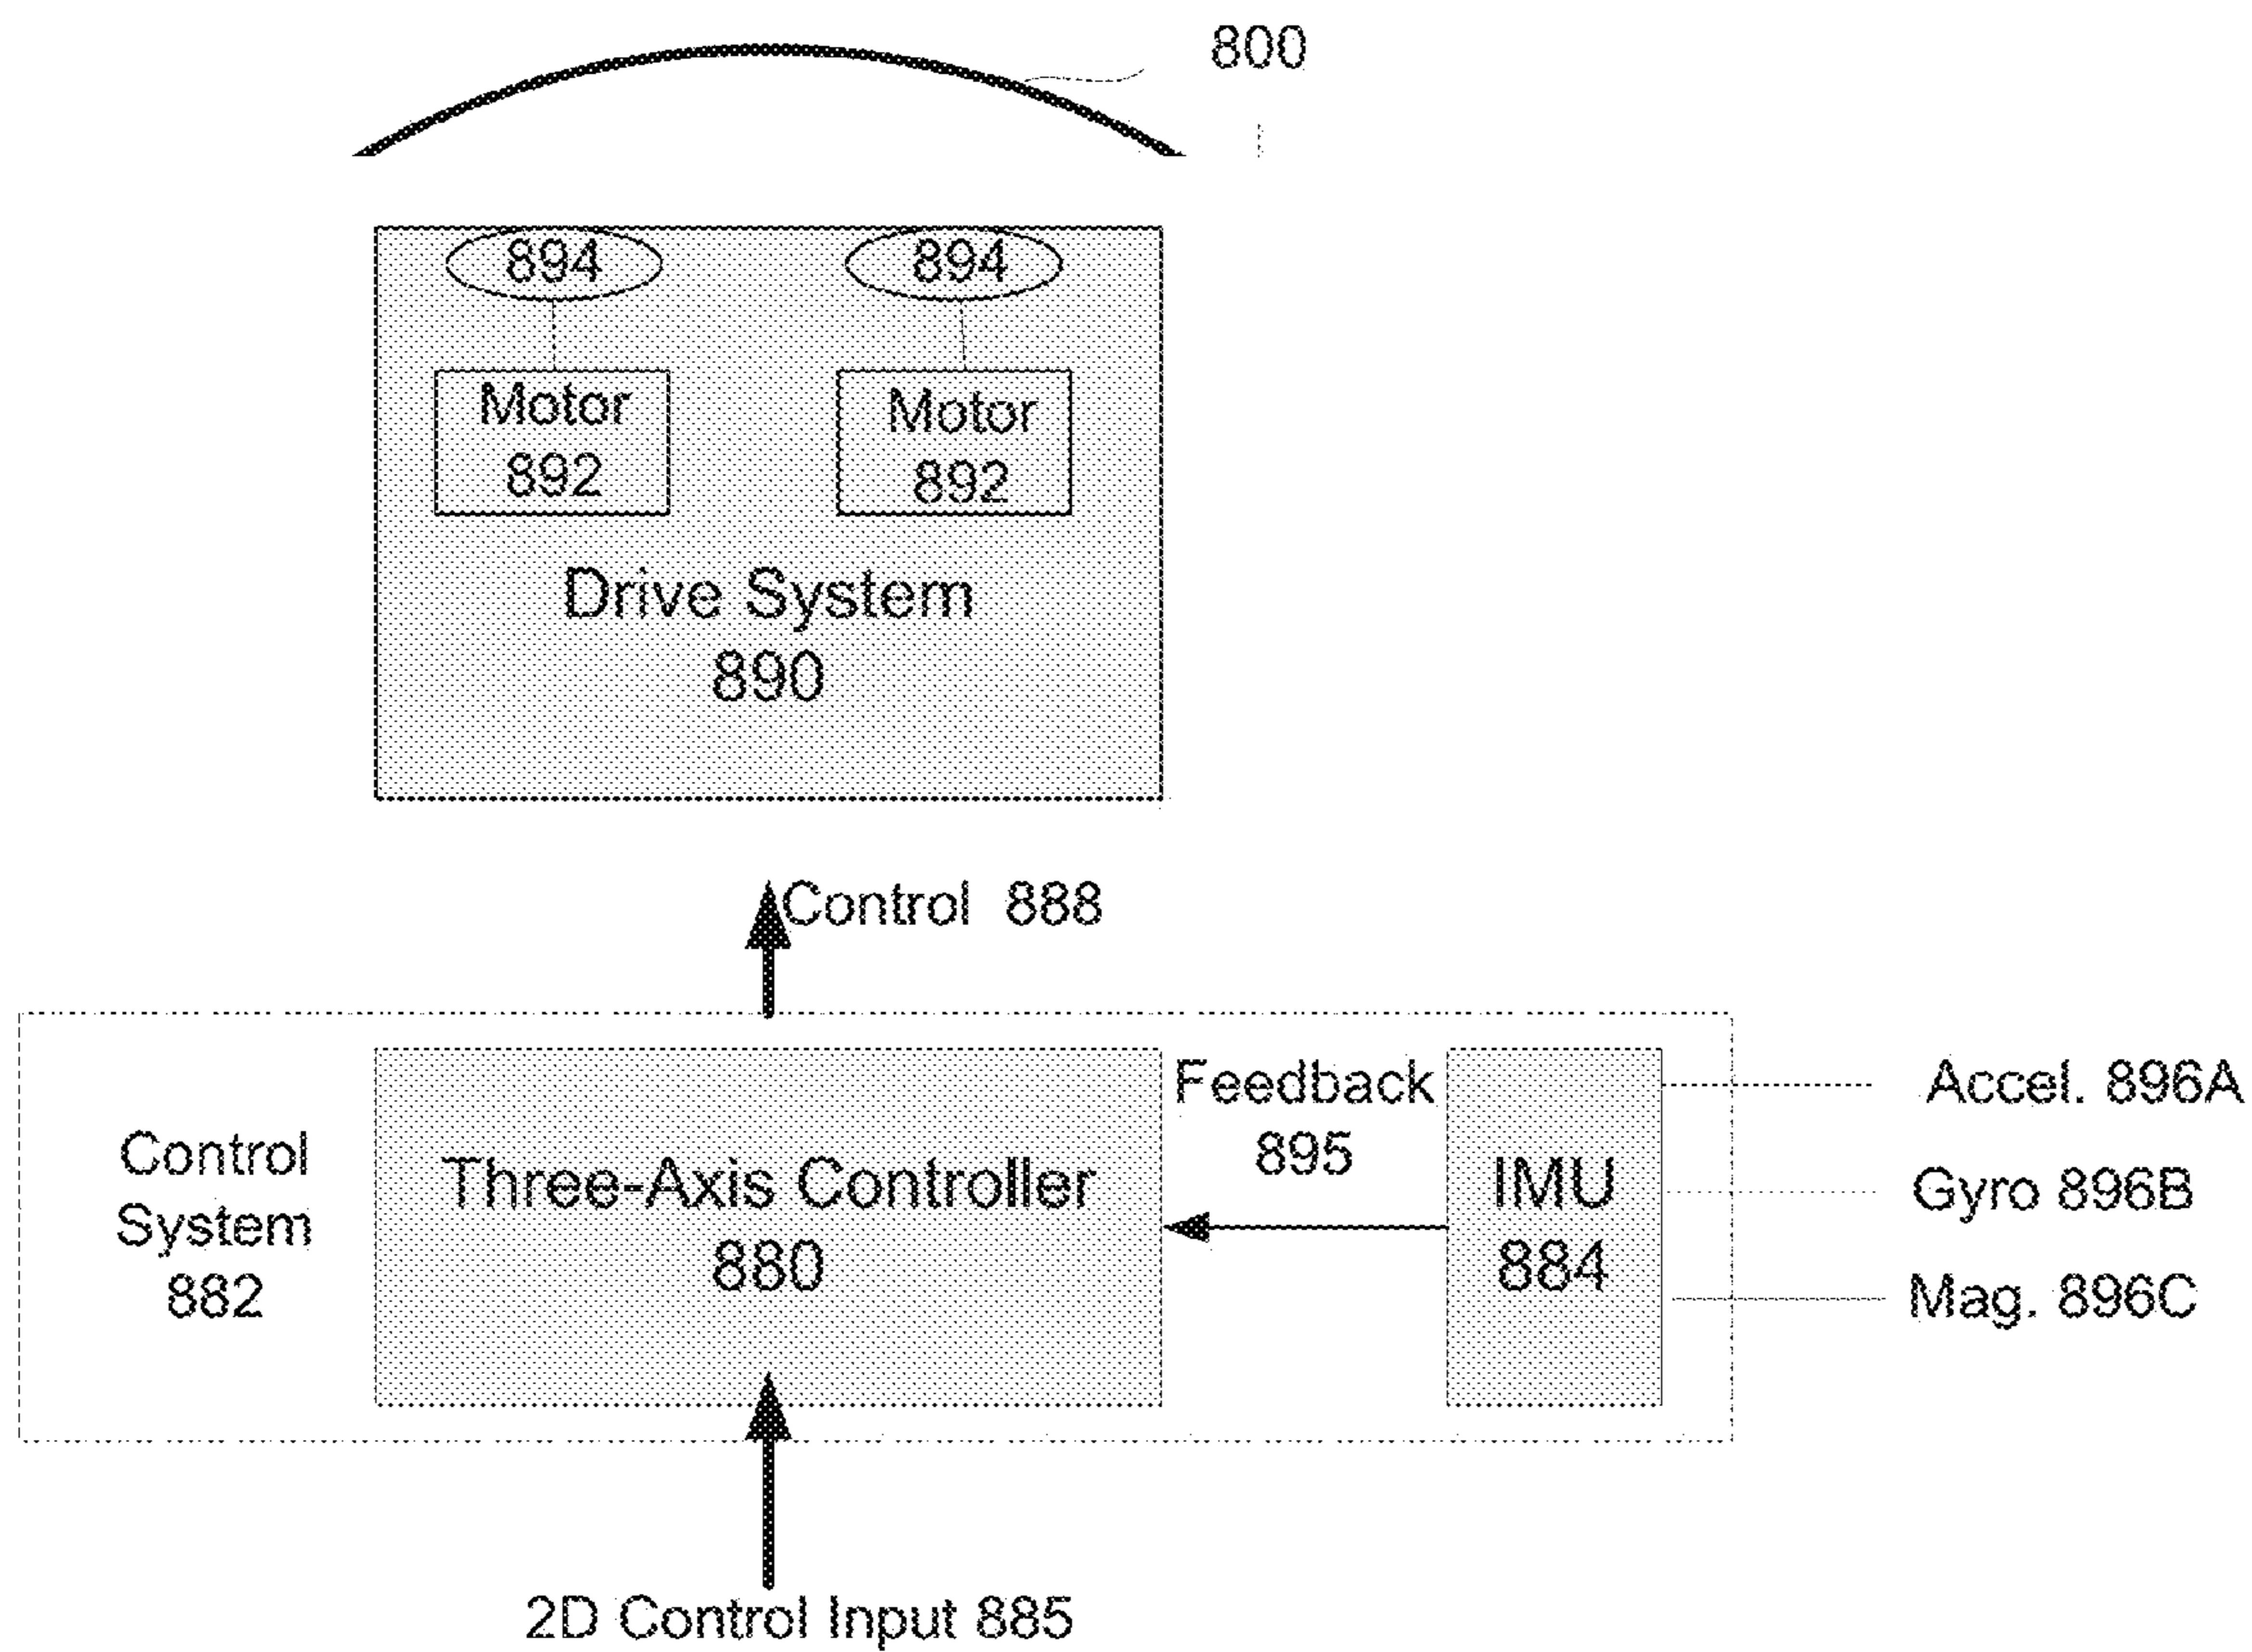 800
894
894
Motor
892
Motor
892
Drive System
890
Control 888
Control
System
882
Three-Axis Controller
880
Feedback
895
IMU
884
Accel. 896A
Gyro 896B
Mag. 896C
2D Control Input 885